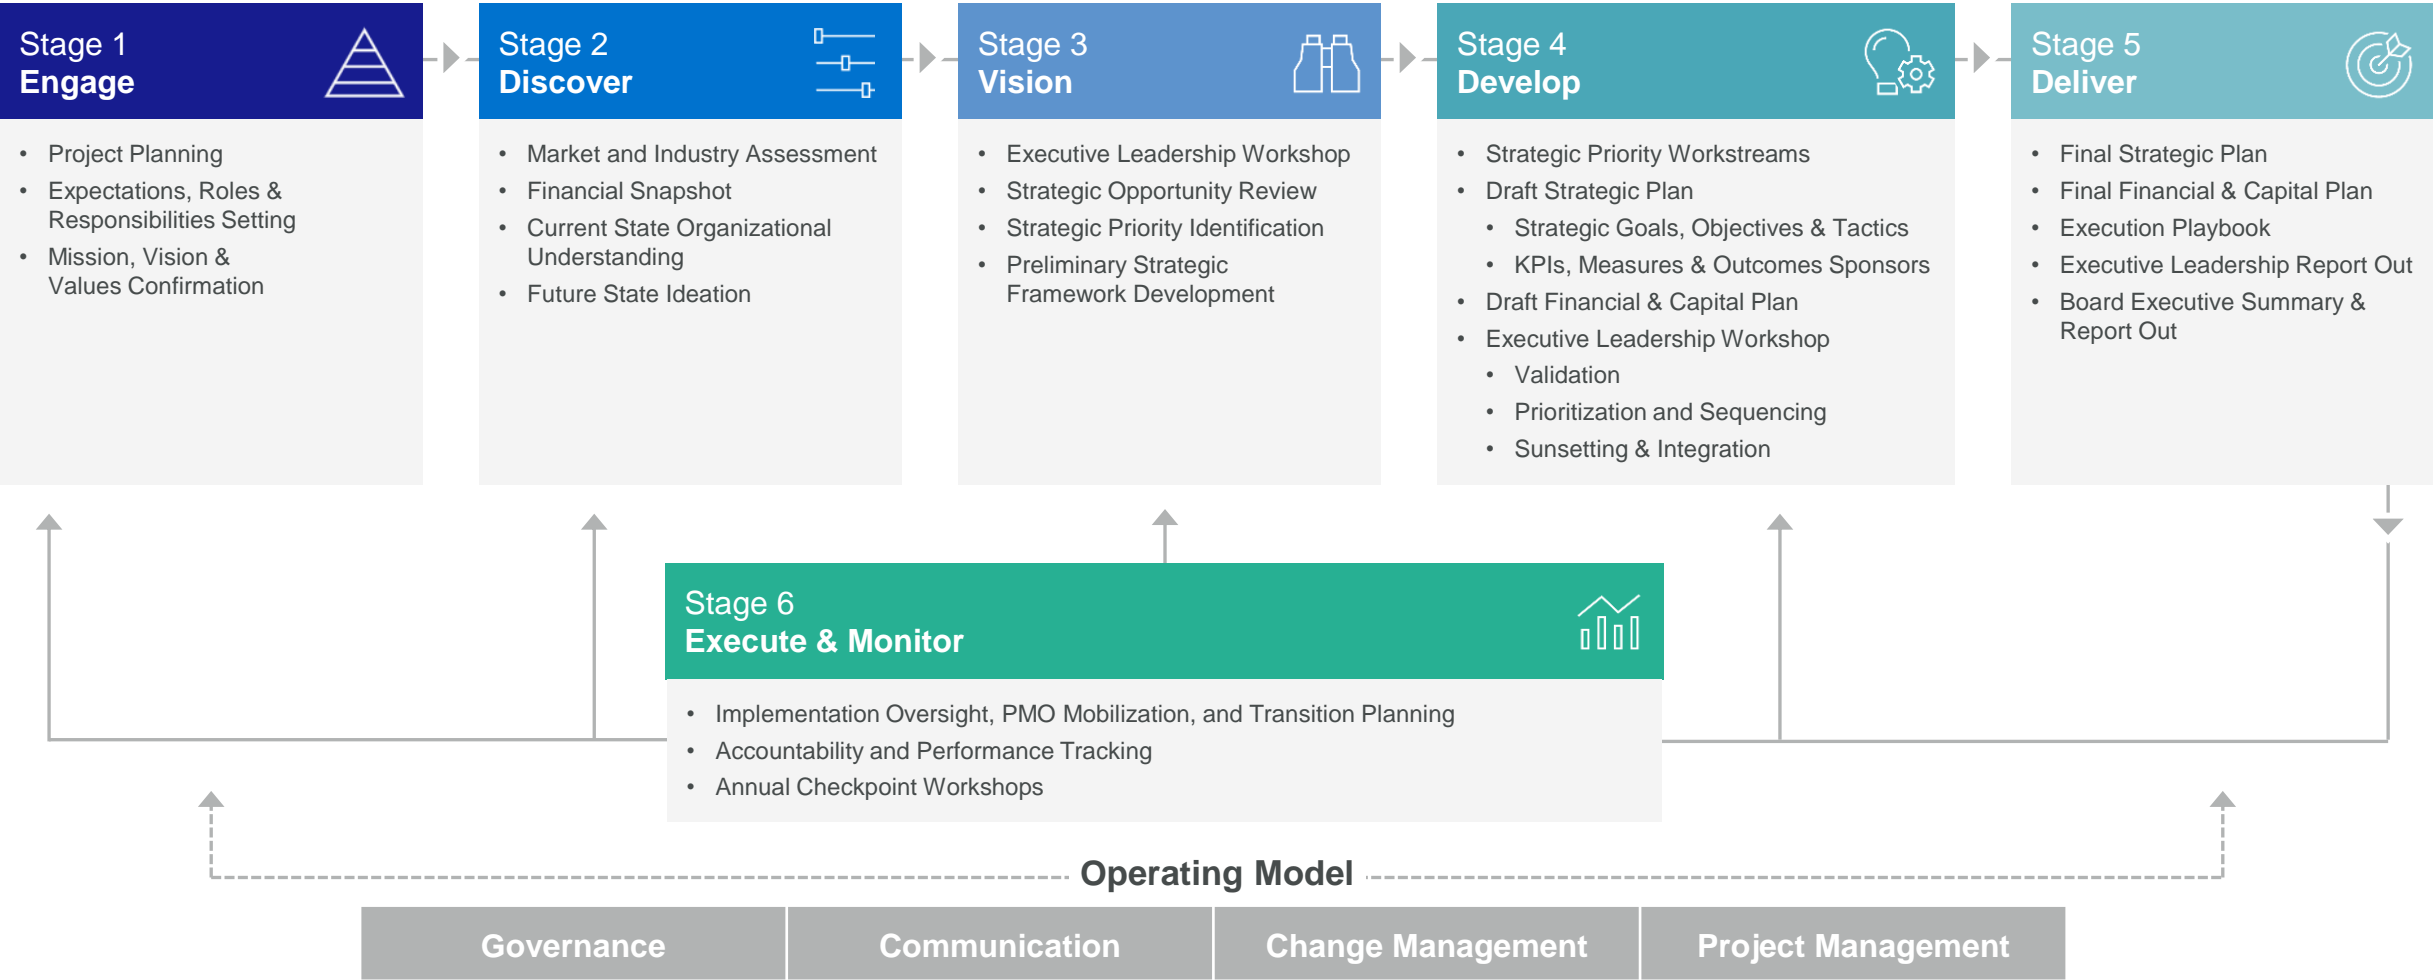 Stage 1
Engage
• Project Planning
• Expectations, Roles &
Responsibilities Setting
• Mission, Vision &
Values Confirmation
Stage 2
Discover
• Market and Industry Assessment
• Financial Snapshot
• Current State Organizational
Understanding
• Future State Ideation
Stage 3
Vision
• Executive Leadership Workshop
• Strategic Opportunity Review
• Strategic Priority Identification
• Preliminary Strategic
Framework Development
Stage 4
Develop
• Strategic Priority Workstreams
• Draft Strategic Plan
• Strategic Goals, Objectives & Tactics
• KPIs, Measures & Outcomes Sponsors
• Draft Financial & Capital Plan
• Executive Leadership Workshop
• Validation
• Prioritization and Sequencing
• Sunsetting & Integration
Stage 5
Deliver
• Final Strategic Plan
• Final Financial & Capital Plan
• Execution Playbook
• Executive Leadership Report Out
• Board Executive Summary &
Report Out
Stage 6
Execute & Monitor
• Implementation Oversight, PMO Mobilization, and Transition Planning
• Accountability and Performance Tracking
• Annual Checkpoint Workshops
Operating Model
Governance
Communication
Change Management
Project Management